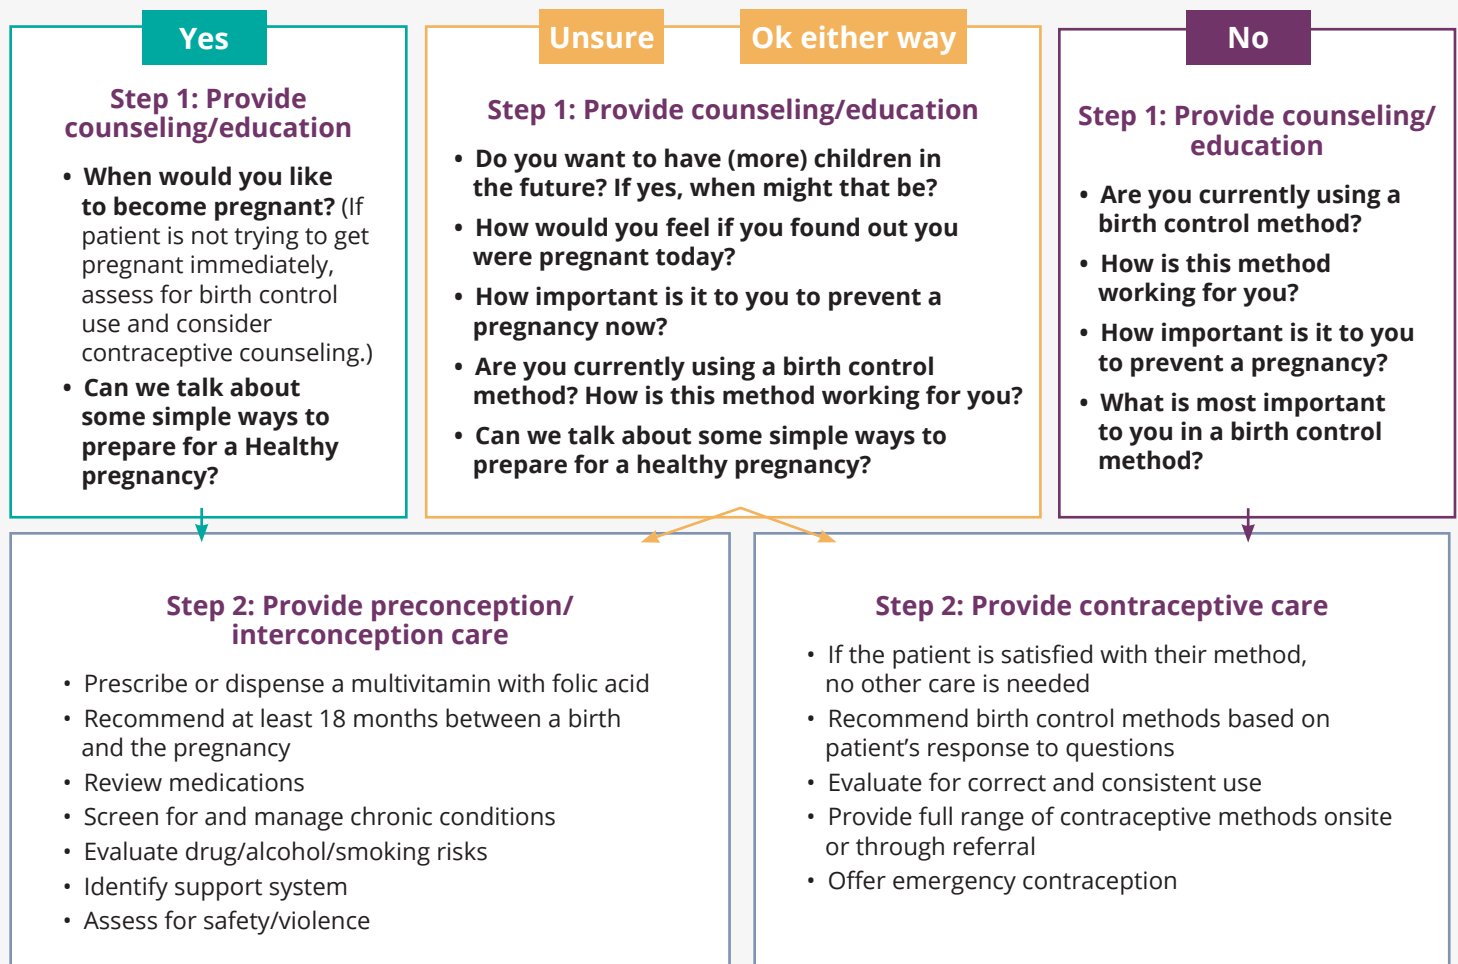 Yes
Step 1: Provide
counseling/education
• When would you like
to become pregnant? (If
patient is not trying to get
pregnant immediately,
assess for birth control
use and consider
contraceptive counseling.)
• Can we talk about
some simple ways to
prepare for a Healthy
pregnancy?
Unsure
Ok either way
Step 1: Provide counseling/education
• Do you want to have (more) children in
the future? If yes, when might that be?
• How would you feel if you found out you
were pregnant today?
• How important is it to you to prevent a
pregnancy now?
• Are you currently using a birth control
method? How is this method working for you?
• Can we talk about some simple ways to
prepare for a healthy pregnancy?
No
Step 1: Provide counseling/
education
• Are you currently using a
birth control method?
• How is this method
working for you?
• How important is it to you
to prevent a pregnancy?
• What is most important
to you in a birth control
method?
Step 2: Provide preconception/
interconception care
• Prescribe or dispense a multivitamin with folic acid
• Recommend at least 18 months between a birth
and the pregnancy
• Review medications
• Screen for and manage chronic conditions
• Evaluate drug/alcohol/smoking risks
• Identify support system
• Assess for safety/violence
Step 2: Provide contraceptive care
• If the patient is satisfied with their method,
no other care is needed
• Recommend birth control methods based on
patient's response to questions
• Evaluate for correct and consistent use
• Provide full range of contraceptive methods onsite
or through referral
• Offer emergency contraception